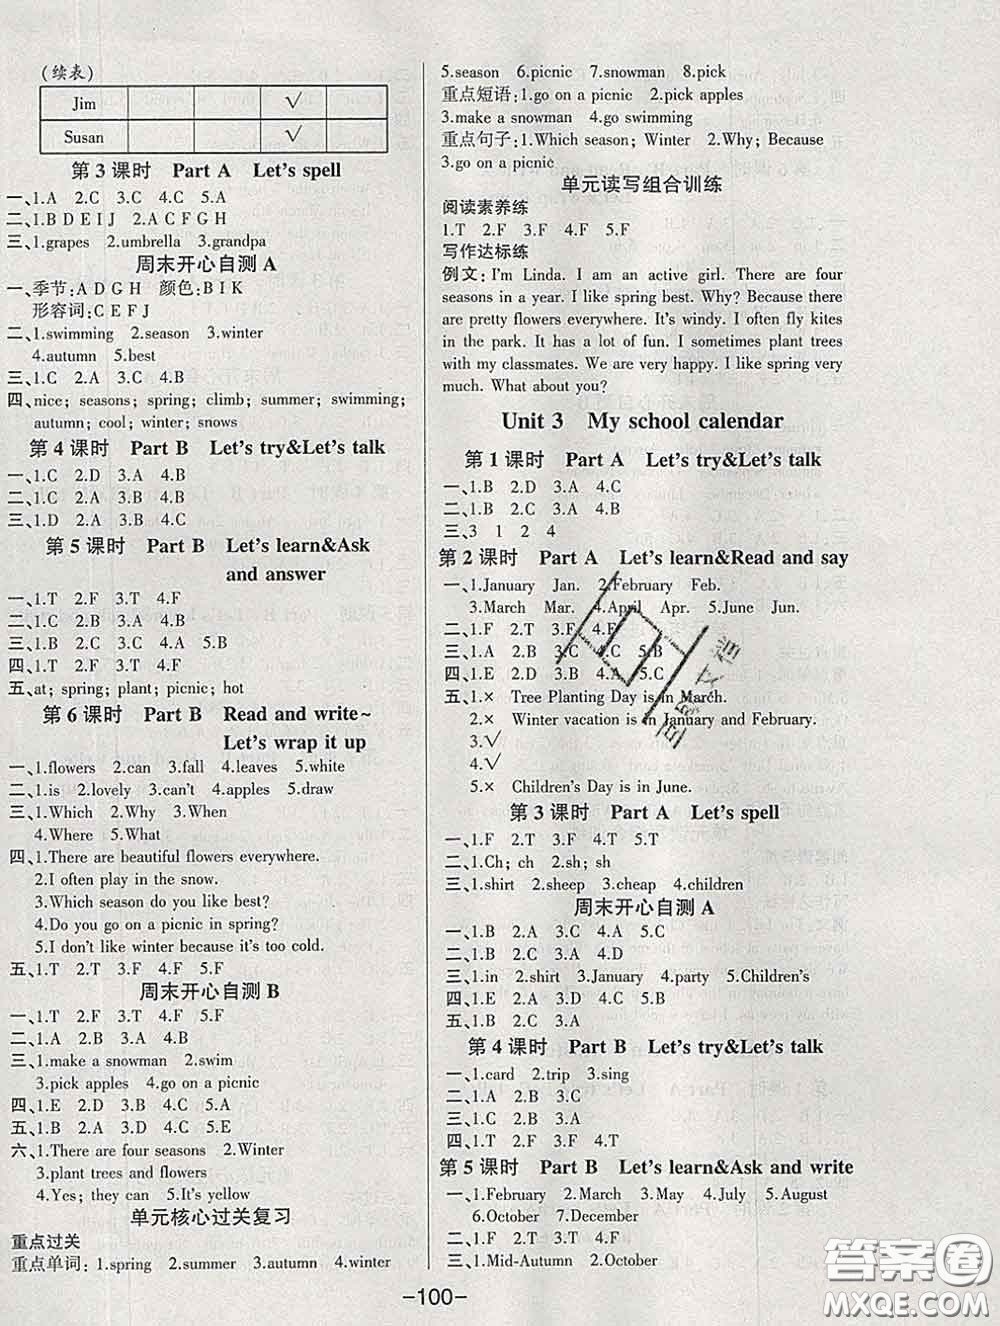 (续表)
Jim √
Susan √
第 3 课时 Part A Let's spell
一、1.A 2.C 3.C 4.C 5.A
二、1.B D E I J 2.A C F G H
三、1.grapes 2.umbrella 3.grandpa
周末开心自测 A
一、季节:A D G H 颜色:B I K
形容词:C E F J
二、1.swimming 2.season 3.winter
4.autumn 5.best
三、1.C 2.A 3.C 4.B
四、nice; seasons; spring; climb; summer; swimming;
autumn; cool; winter; snows
第 4 课时 Part B Let's try&Let's talk
一、1.C 2.D 3.A 4.B
二、1.C 2.A 3.B 4.D
三、1.D 2.A 3.B 4.C
第 5 课时 Part B Let's learn&Ask
and answer
一、1.T 2.F 3.T 4.F
二、1.C 2.A 3.B 4.B
三、1.B 2.C 3.C 4.A 5.B
四、1.T 2.T 3.T 4.F
五、at; spring; plant; picnic; hot
第 6 课时 Part B Read and write~
Let's wrap it up
一、1.flowers 2.can 3.fall 4.leaves 5.white
二、1.is 2.lovely 3.can't 4.apples 5.draw
三、1.Which 2.Why 3.When
4.Where 5.What
四、1.There are beautiful flowers everywhere.
2.I often play in the snow.
3.Which season do you like best?
4.Do you go on a picnic in spring?
5.I don't like winter because it's too cold.
五、1.T 2.T 3.F 4.F 5.F
周末开心自测 B
一、1.T 2.F 3.T 4.F 5.F
二、1.A 2.B 3.A 4.B
三、1.make a snowman 2.swim
3.pick apples 4.go on a picnic
四、1.E 2.D 3.B 4.C 5.A
五、1.B 2.A 3.D 4.C 5.E
六、1.There are four seasons 2.Winter
3.plant trees and flowers
4.Yes; they can 5.It's yellow
单元核心过关复习
重点过关
重点单词:1.spring 2.summer 3.autumn 4.winter
5.season 6.picnic 7.snowman 8.pick
重点短语:1.go on a picnic 2.pick apples
3.make a snowman 4.go swimming
重点句子:1.Which season; Winter 2.Why; Because
3.go on a picnic
单元读写组合训练
阅读素养练
1.T 2.F 3.F 4.F 5.F
写作达标练
例文: I'm Linda. I am an active girl. There are four
seasons in a year. I like spring best. Why? Because there
are pretty flowers everywhere. It's windy. I often fly kites
in the park. It has a lot of fun. I sometimes plant trees
with my classmates. We are very happy. I like spring very
much. What about you?
Unit 3 My school calendar
第 1 课时 Part A Let's try&Let's talk
一、1.B 2.D 3.A 4.C
二、1.B 2.C 3.C 4.A
三、3 1 2 4
第 2 课时 Part A Let's learn&Read and say
一、1.January Jan. 2.February Feb.
3.March Mar. 4.April Apr. 5.June Jun.
二、1.F 2.T 3.F 4.F
三、1.B 2.A 3.C 4.C 5.B
四、1.E 2.D 3.B 4.A 5.C
五、1.× Tree Planting Day is in March.
2.× Winter vacation is in January and February.
3.√
4.√
5.× Children's Day is in June.
第 3 课时 Part A Let's spell
一、1.F 2.T 3.T 4.T 5.T
二、1.Ch; ch 2.sh; sh
三、1.shirt 2.sheep 3.cheap 4.children
周末开心自测 A
一、1.B 2.A 3.C 4.A 5.C
二、1.B 2.C 3.A 4.D
三、1.in 2.shirt 3.January 4.party 5.Children's
四、1.E 2.A 3.D 4.C 5.B
五、1.B 2.C 3.A
第 4 课时 Part B Let's try&Let's talk
一、1.card 2.trip 3.sing
二、1.A 2.B 3.C
三、1.C 2.A 3.B
四、1.T 2.F 3.F 4.T
第 5 课时 Part B Let's learn&Ask and write
一、1.February 2.March 3.May 4.July 5.August
6.October 7.December
二、1.T 2.T 3.F 4.F 5.F
三、1.Mid-Autumn 2.October
-100-
答案圈
MXQE.COM